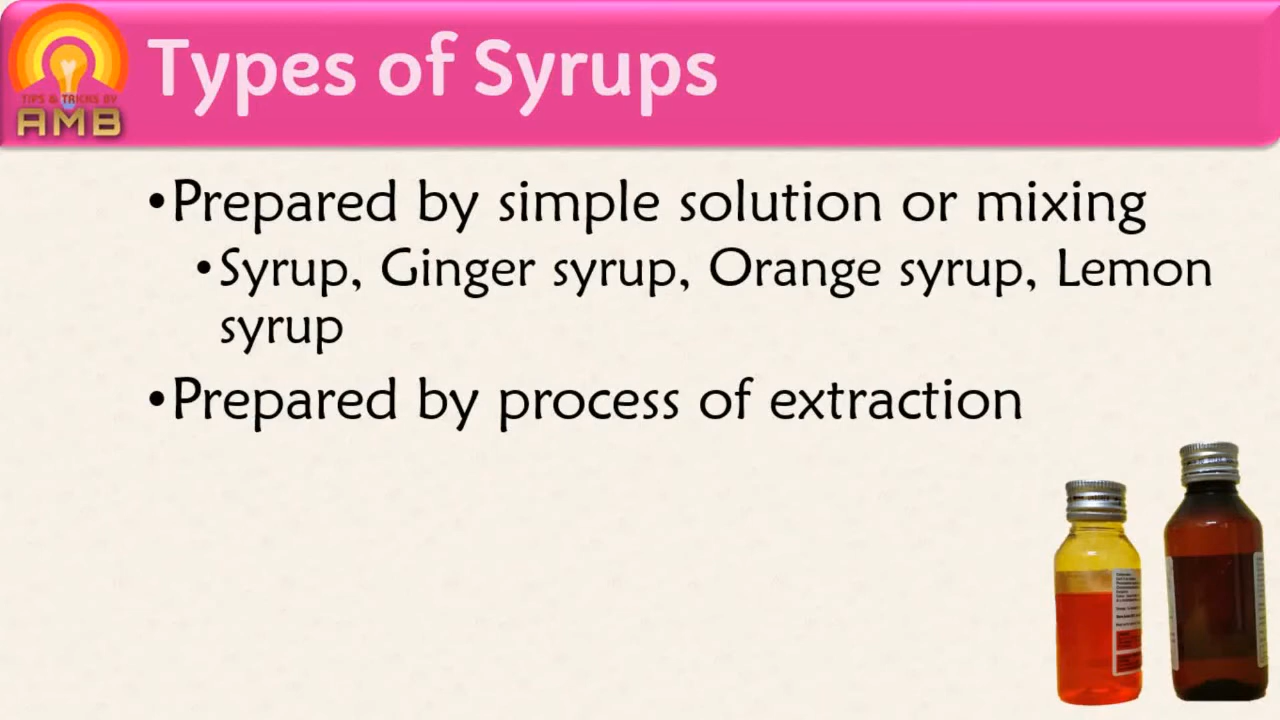 Types of Syrups
TIPS & TRICKS BY
AMB
•Prepared by simple solution or mixing
•Syrup, Ginger syrup, Orange syrup, Lemon
syrup
•Prepared by process of extraction